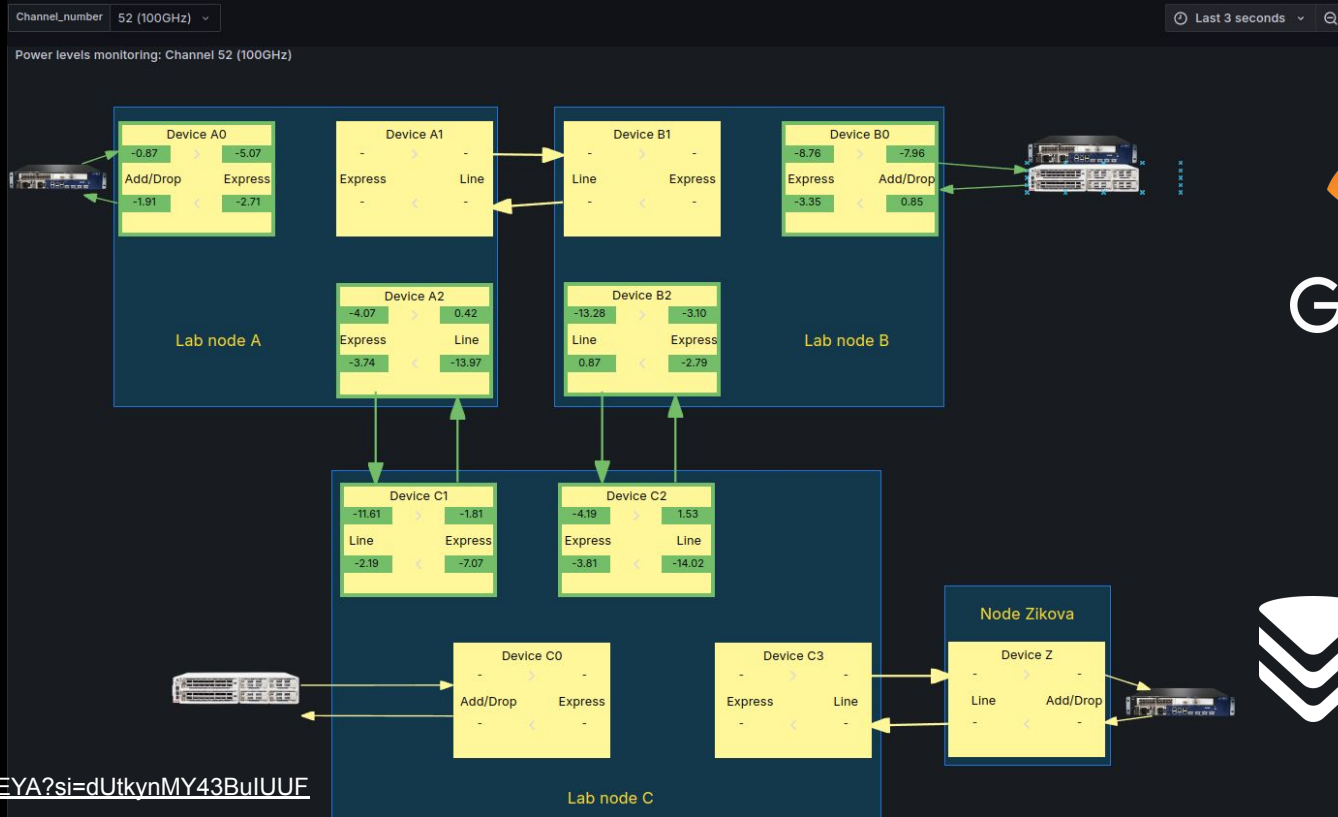 Channel_number 52 (100GHz)
Last 3 seconds
Power levels monitoring: Channel 52 (100GHz)
Device A0
-0.87 > -5.07
Add/Drop Express
-1.91 < -2.71
Device A1
- > -
Express Line
- < -
Device B1
- > -
Line Express
- < -
Device B0
-8.76 > -7.96
Express Add/Drop
-3.35 < 0.85
Device A2
-4.07 > 0.42
Express Line
-3.74 < -13.97
Lab node A
Device B2
-13.28 > -3.10
Line Express
0.87 < -2.79
Lab node B
G
Device C1
-11.61 > -1.81
Line Express
-2.19 < -7.07
Device C2
-4.19 > 1.53
Express Line
-3.81 < -14.02
Node Zikova
Device C0
- > -
Add/Drop Express
- < -
Device C3
- > -
Express Line
- < -
Device Z
- > -
Line Add/Drop
- < -
Lab node C